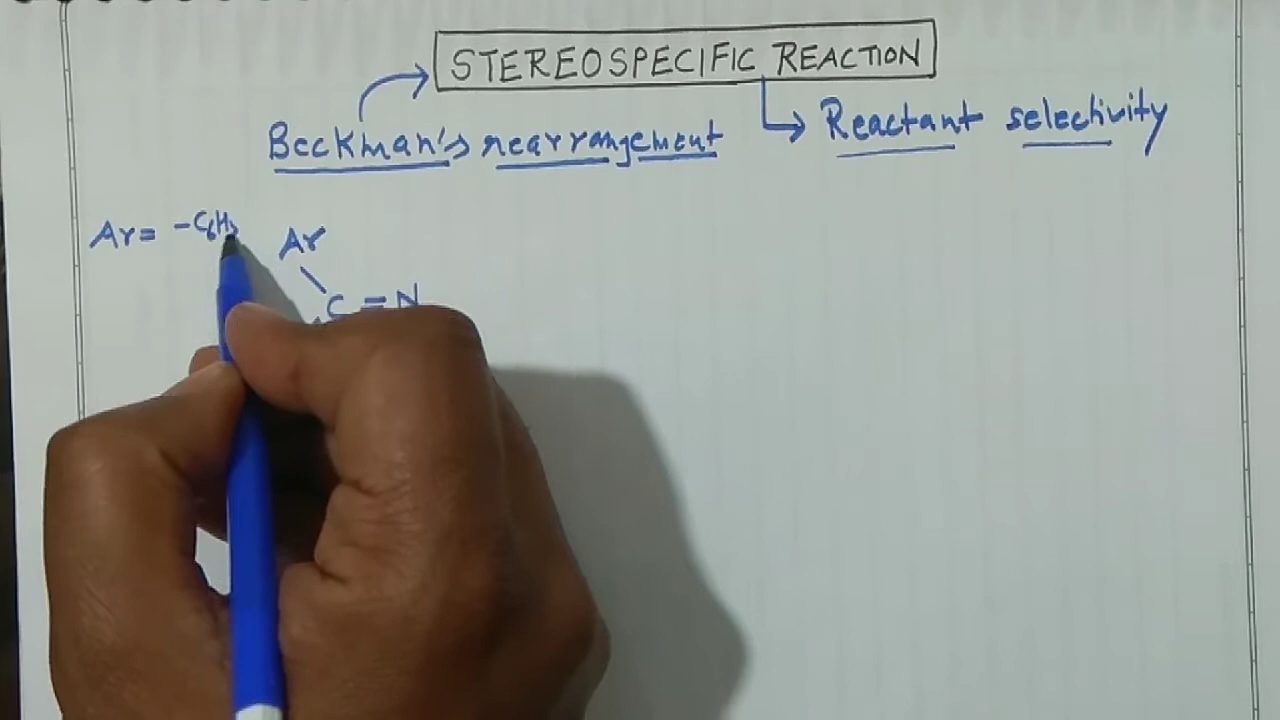 STEREOSPECIFIC REACTION
Beckman's rearrangement
Reactant selectivity
Ar= -C6H5
Ar
C=N